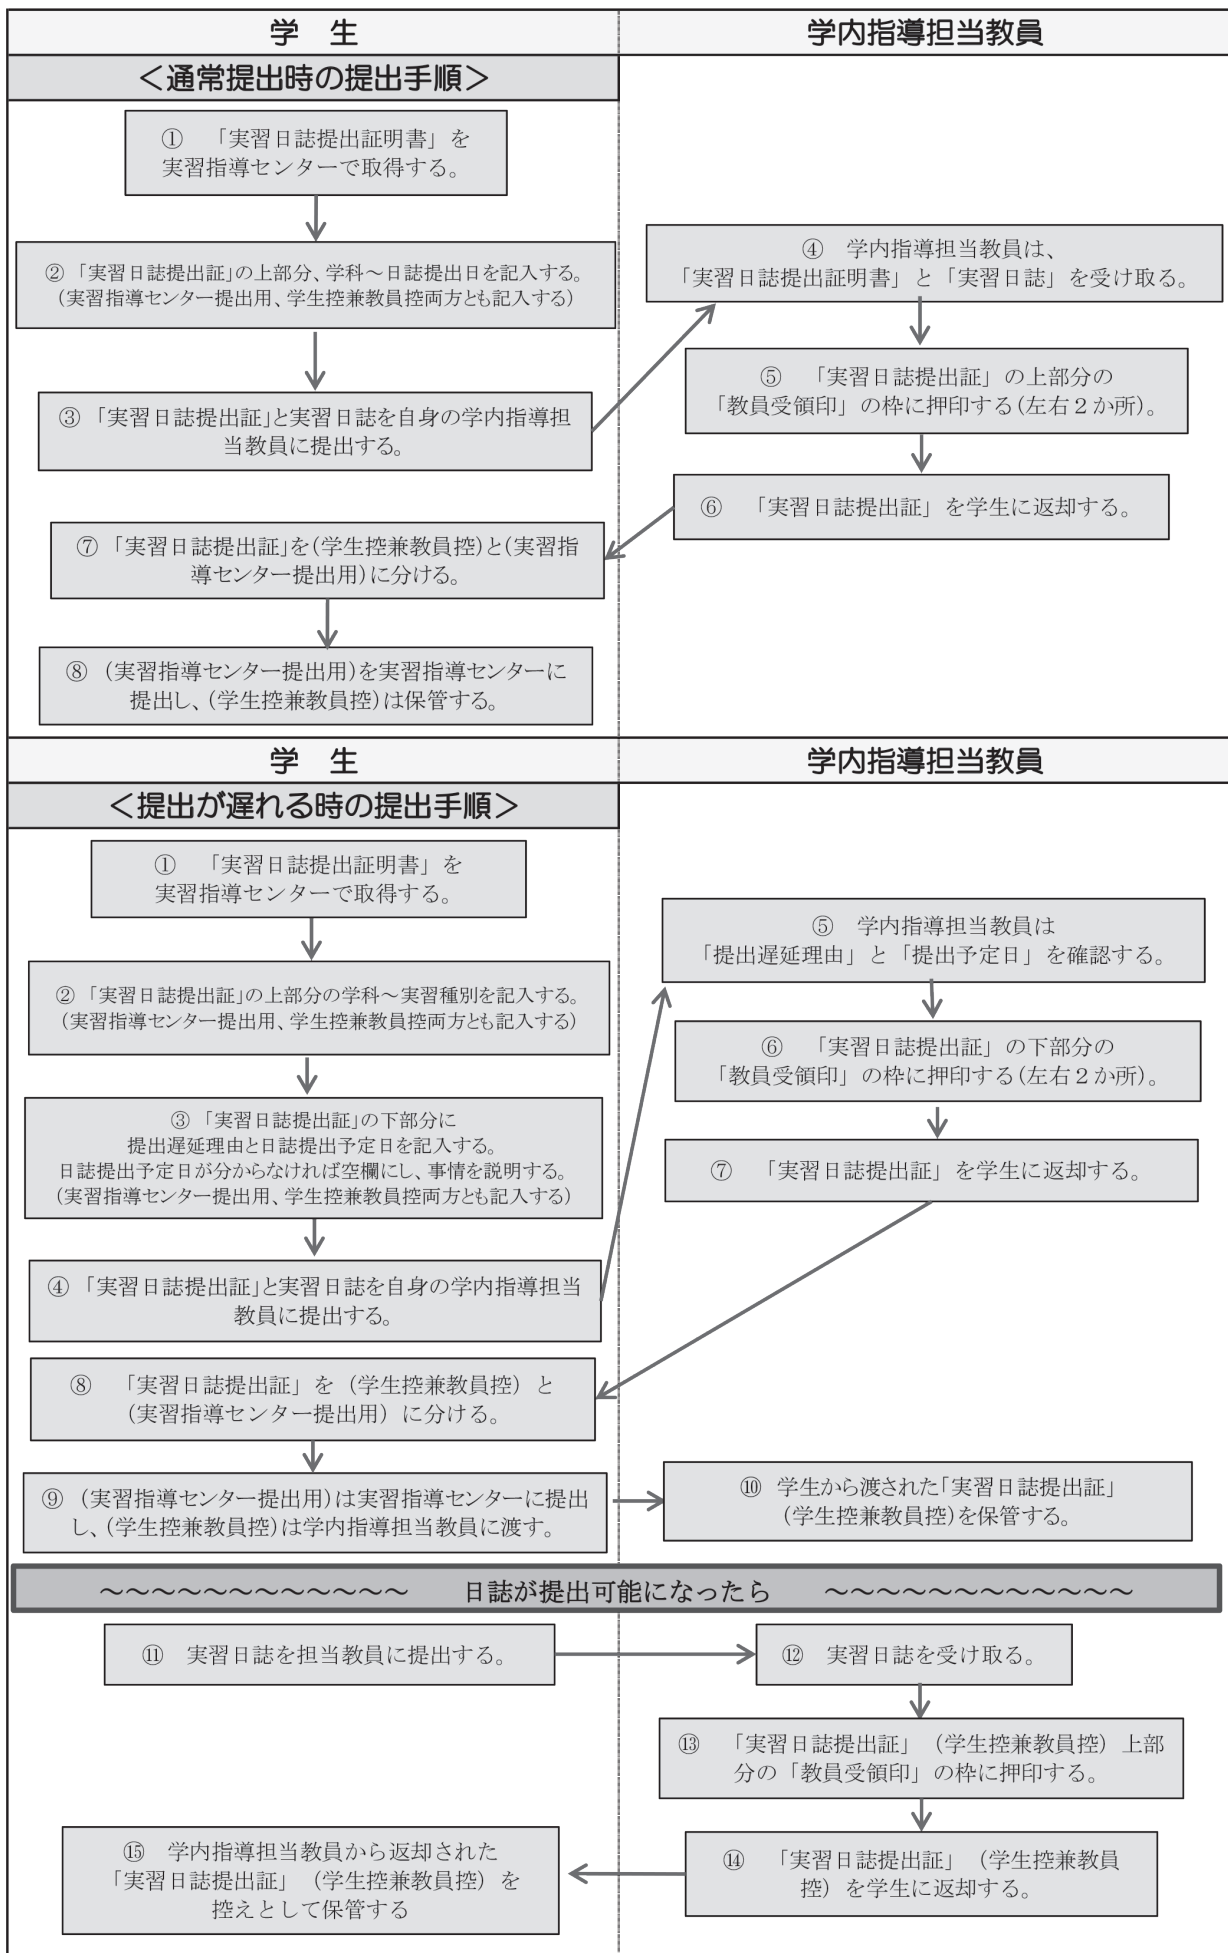 学　生
学内指導担当教員
＜通常提出時の提出手順＞
①　「実習日誌提出証明書」を
実習指導センターで取得する。
②「実習日誌提出証」の上部分、学科～日誌提出日を記入する。
(実習指導センター提出用、学生控兼教員控両方とも記入する)
③「実習日誌提出証」と実習日誌を自身の学内指導担
当教員に提出する。
④　学内指導担当教員は、
「実習日誌提出証明書」と「実習日誌」を受け取る。
⑤　「実習日誌提出証」の上部分の
「教員受領印」の枠に押印する(左右２か所)。
⑥　「実習日誌提出証」を学生に返却する。
⑦「実習日誌提出証」を(学生控兼教員控)と(実習指
導センター提出用)に分ける。
⑧ (実習指導センター提出用)を実習指導センターに
提出し、(学生控兼教員控)は保管する。
学　生
学内指導担当教員
＜提出が遅れる時の提出手順＞
①　「実習日誌提出証明書」を
実習指導センターで取得する。
②「実習日誌提出証」の上部分の学科～実習種別を記入する。
(実習指導センター提出用、学生控兼教員控両方とも記入する)
③「実習日誌提出証」の下部分に
提出遅延理由と日誌提出予定日を記入する。
日誌提出予定日が分からなければ空欄にし、事情を説明する。
(実習指導センター提出用、学生控兼教員控両方とも記入する)
④「実習日誌提出証」と実習日誌を自身の学内指導担当
教員に提出する。
⑤　学内指導担当教員は
「提出遅延理由」と「提出予定日」を確認する。
⑥　「実習日誌提出証」の下部分の
「教員受領印」の枠に押印する(左右２か所)。
⑦　「実習日誌提出証」を学生に返却する。
⑧　「実習日誌提出証」を（学生控兼教員控）と
（実習指導センター提出用）に分ける。
⑨ (実習指導センター提出用)は実習指導センターに提出
し、(学生控兼教員控)は学内指導担当教員に渡す。
⑩ 学生から渡された「実習日誌提出証」
(学生控兼教員控)を保管する。
～～～～～～～～～～～～　日誌が提出可能になったら　～～～～～～～～～～～～
⑪　実習日誌を担当教員に提出する。
⑫　実習日誌を受け取る。
⑬　「実習日誌提出証」（学生控兼教員控）上部
分の「教員受領印」の枠に押印する。
⑭　「実習日誌提出証」（学生控兼教員
控）を学生に返却する。
⑮　学内指導担当教員から返却された
「実習日誌提出証」（学生控兼教員控）を
控えとして保管する